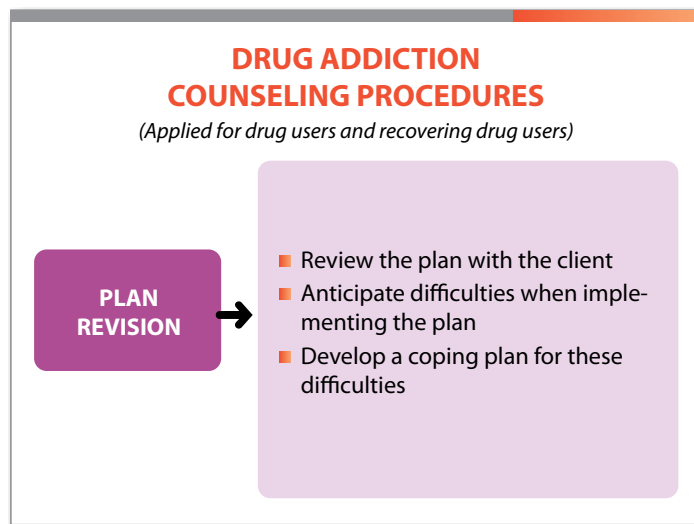 DRUG ADDICTION
COUNSELING PROCEDURES
(Applied for drug users and recovering drug users)
PLAN
REVISION
Review the plan with the client
Anticipate difficulties when imple-
menting the plan
Develop a coping plan for these
difficulties